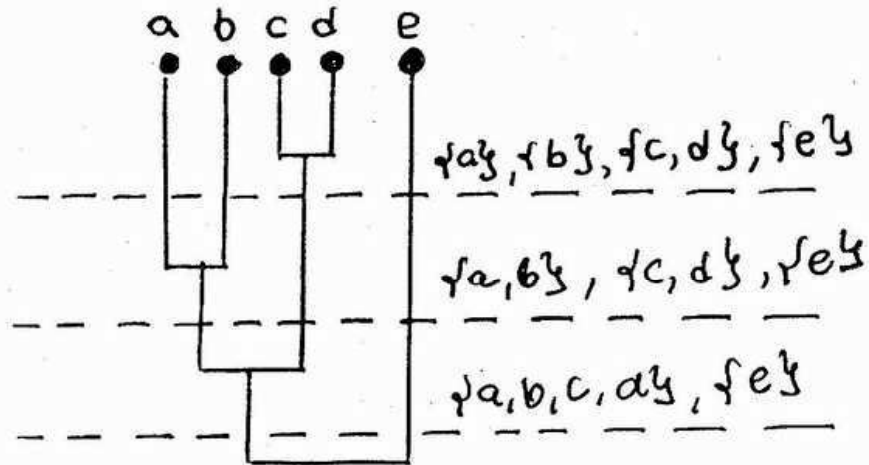 a b c d e
{a}, {b}, {c, d}, {e}
{a, b}, {c, d}, {e}
{a, b, c, d}, {e}